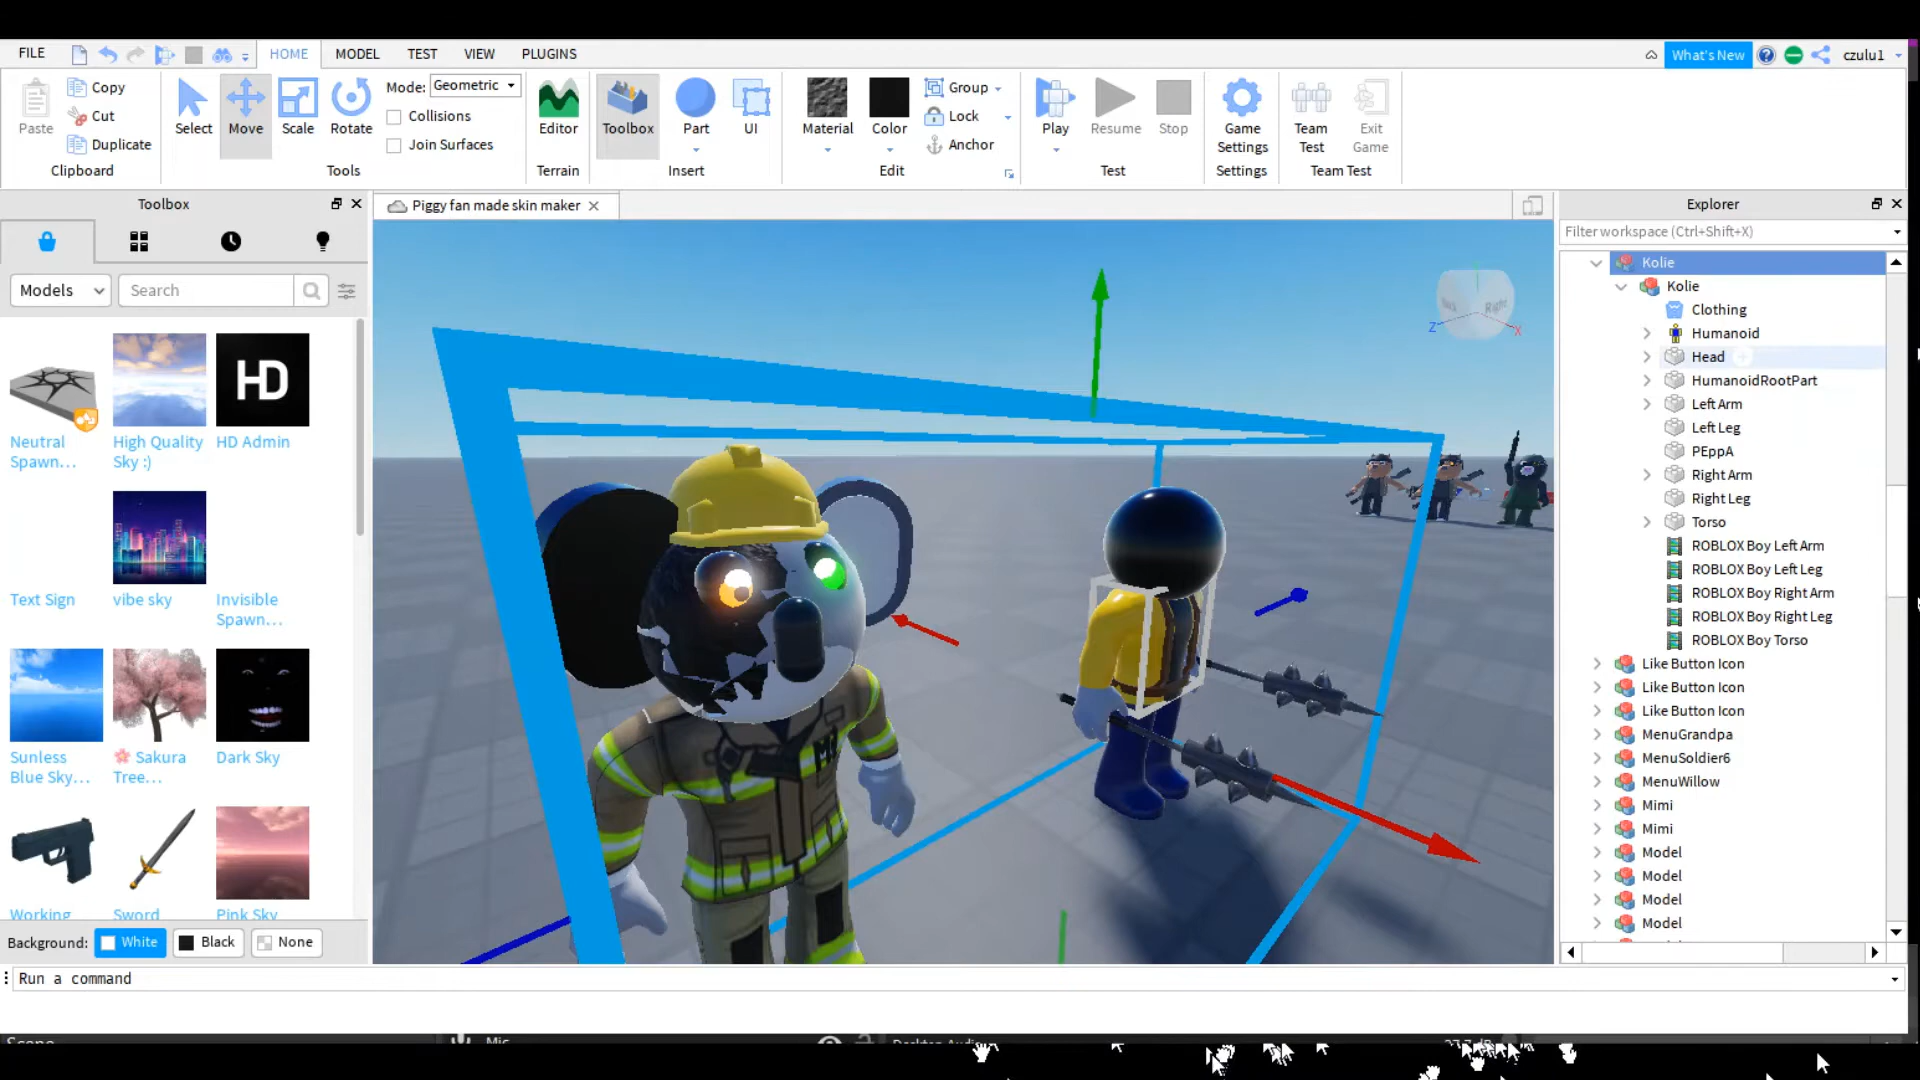 FILE
HOME
MODEL
TEST
VIEW
PLUGINS
What's New
czulu1
Paste
Copy
Cut
Duplicate
Clipboard
Select
Move
Scale
Rotate
Mode: Geometric
Collisions
Join Surfaces
Tools
Editor
Terrain
Toolbox
Part
UI
Insert
Material
Color
Group
Lock
Anchor
Edit
Play
Resume
Stop
Test
Game
Settings
Settings
Team
Test
Exit
Game
Team Test
Toolbox
Models
Search
Neutral
Spawn...
High Quality
Sky :)
HD
HD Admin
Text Sign
vibe sky
Invisible
Spawn...
Sunless
Blue Sky...
🌸 Sakura
Tree...
Dark Sky
Working
Sword
Pink Sky
Background: White Black None
Run a command
Piggy fan made skin maker
Back
Right
Z
X
Explorer
Filter workspace (Ctrl+Shift+X)
Kolie
Kolie
Clothing
Humanoid
Head
HumanoidRootPart
Left Arm
Left Leg
PEppA
Right Arm
Right Leg
Torso
ROBLOX Boy Left Arm
ROBLOX Boy Left Leg
ROBLOX Boy Right Arm
ROBLOX Boy Right Leg
ROBLOX Boy Torso
Like Button Icon
Like Button Icon
Like Button Icon
MenuGrandpa
MenuSoldier6
MenuWillow
Mimi
Mimi
Model
Model
Model
Model